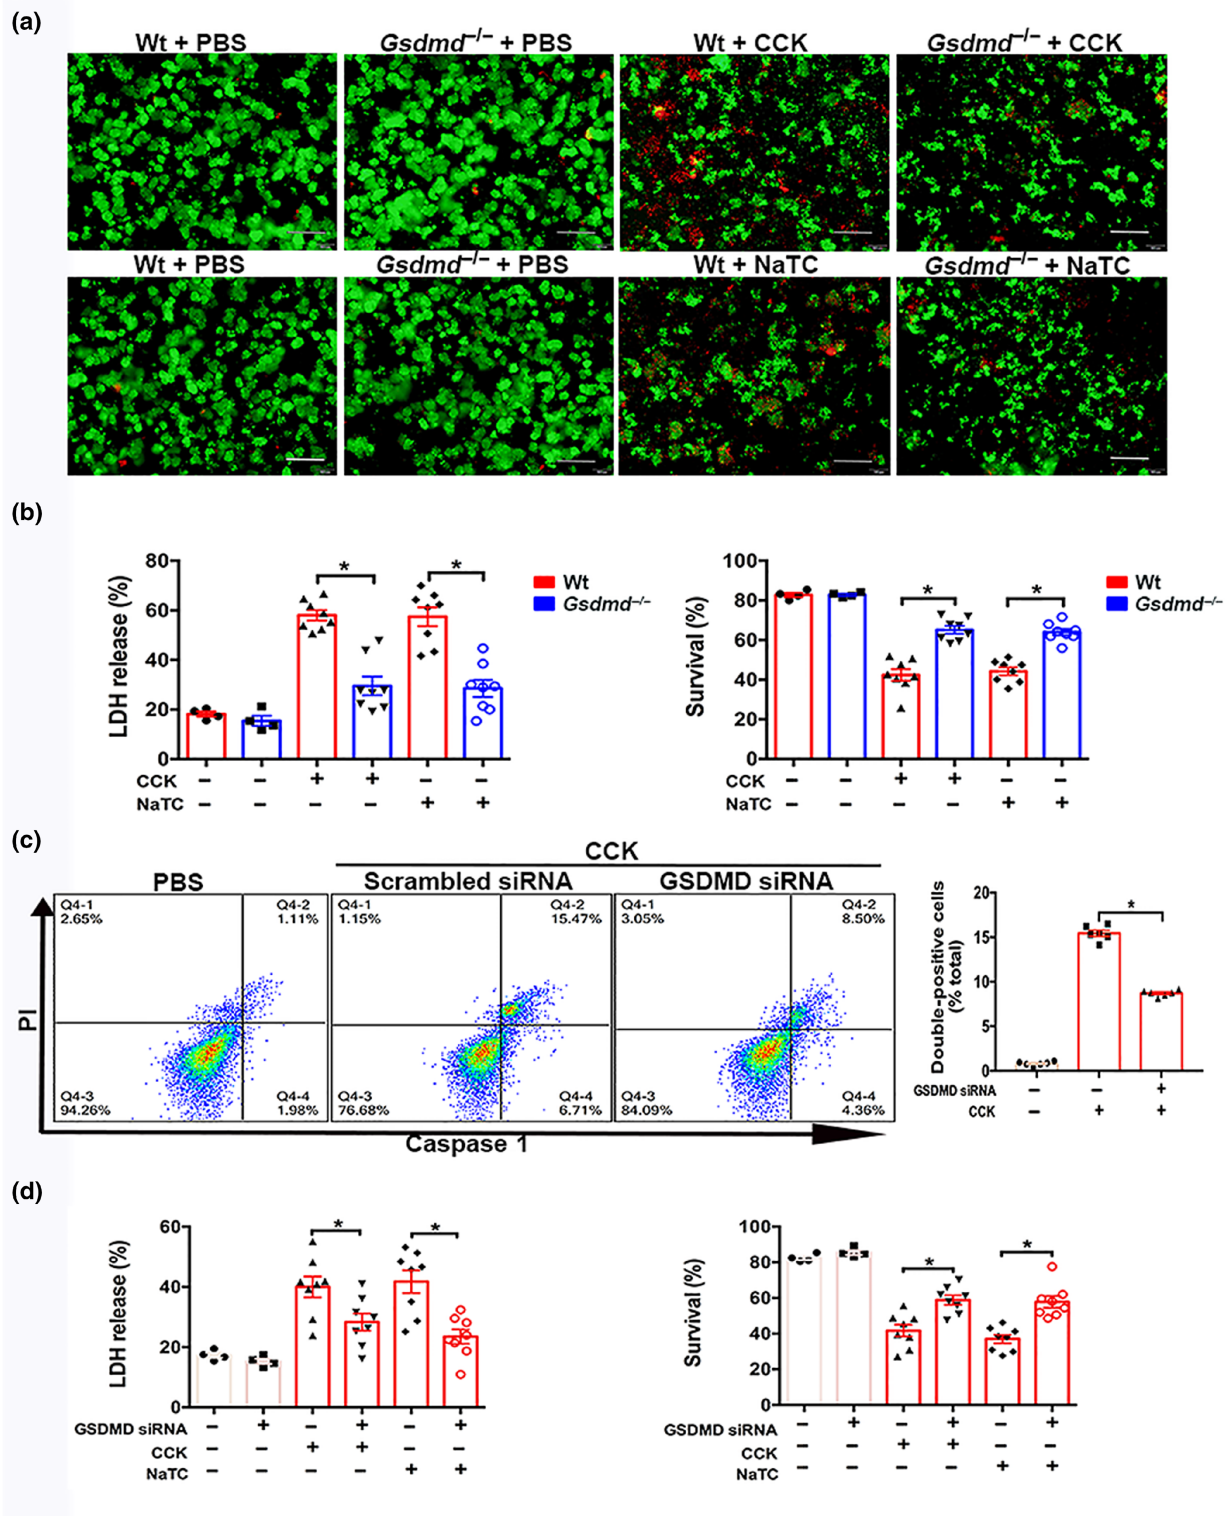 (a)
Wt + PBS
Gsdmd–/– + PBS
Wt + CCK
Gsdmd–/– + CCK
Wt + PBS
Gsdmd–/– + PBS
Wt + NaTC
Gsdmd–/– + NaTC
(b)
LDH release (%)
80
60
40
20
0
*
*
Wt
Gsdmd–/–
CCK – – + + – –
NaTC – – – – + +
Survival (%)
100
80
60
40
20
0
*
*
Wt
Gsdmd–/–
CCK – – + + – –
NaTC – – – – + +
(c)
CCK
PBS
Scrambled siRNA
GSDMD siRNA
PI
Q4-1
2.65%
Q4-2
1.11%
Q4-3
94.26%
Q4-4
1.98%
Q4-1
1.15%
Q4-2
15.47%
Q4-3
76.68%
Q4-4
6.71%
Q4-1
3.05%
Q4-2
8.50%
Q4-3
84.09%
Q4-4
4.36%
Caspase 1
Double-positive cells
(% total)
20
15
10
5
0
*
GSDMD siRNA – – +
CCK – + +
(d)
LDH release (%)
60
40
20
0
*
*
GSDMD siRNA – + – + – +
CCK – – + + – –
NaTC – – – – + +
Survival (%)
100
80
60
40
20
0
*
*
GSDMD siRNA – + – + – +
CCK – – + + – –
NaTC – – – – + +